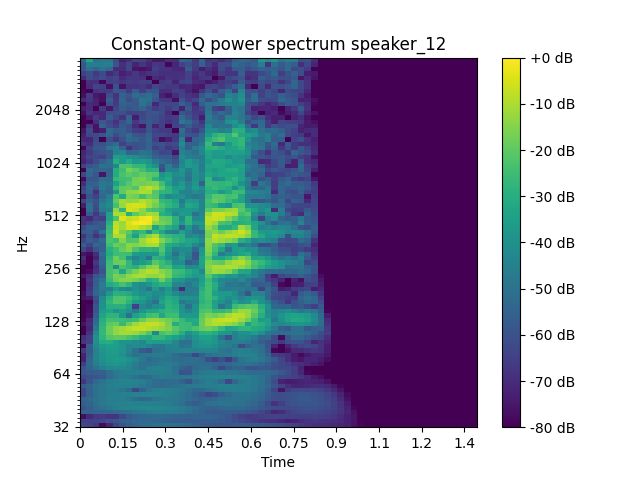 Constant-Q power spectrum speaker_12
Hz
2048
1024
512
256
128
64
32
0 0.15 0.3 0.45 0.6 0.75 0.9 1.1 1.2 1.4
Time
+0 dB
-10 dB
-20 dB
-30 dB
-40 dB
-50 dB
-60 dB
-70 dB
-80 dB